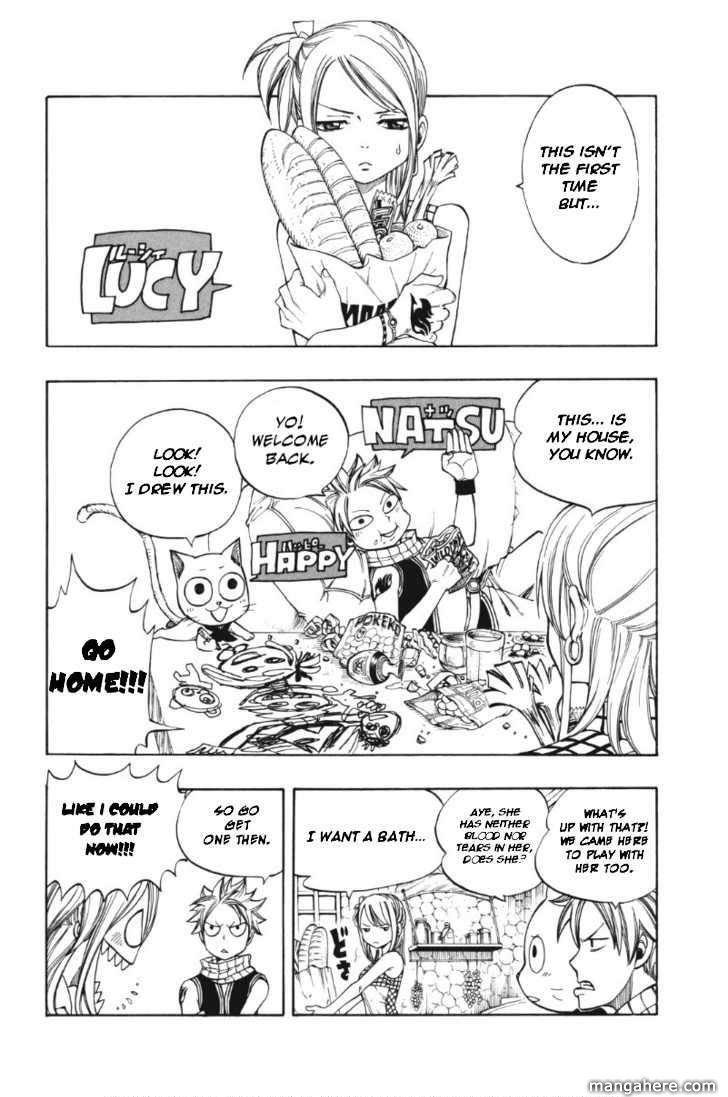 THIS ISN'T
THE FIRST
TIME
BUT...
ルーシィ
LUCY
THIS... IS
MY HOUSE,
YOU KNOW.
ナツ
NATSU
YO!
WELCOME
BACK.
LOOK!
LOOK!
I DREW THIS.
ハッピー
HAPPY
POKERO
GO
HOME!!!
WHAT'S
UP WITH THAT?!
WE CAME HERE
TO PLAY WITH
HER TOO.
AYE, SHE
HAS NEITHER
BLOOD NOR
TEARS IN HER,
DOES SHE?
I WANT A BATH...
どさ
SO GO
GET
ONE THEN.
LIKE I COULD
DO THAT
NOW!!!
mangahere.com